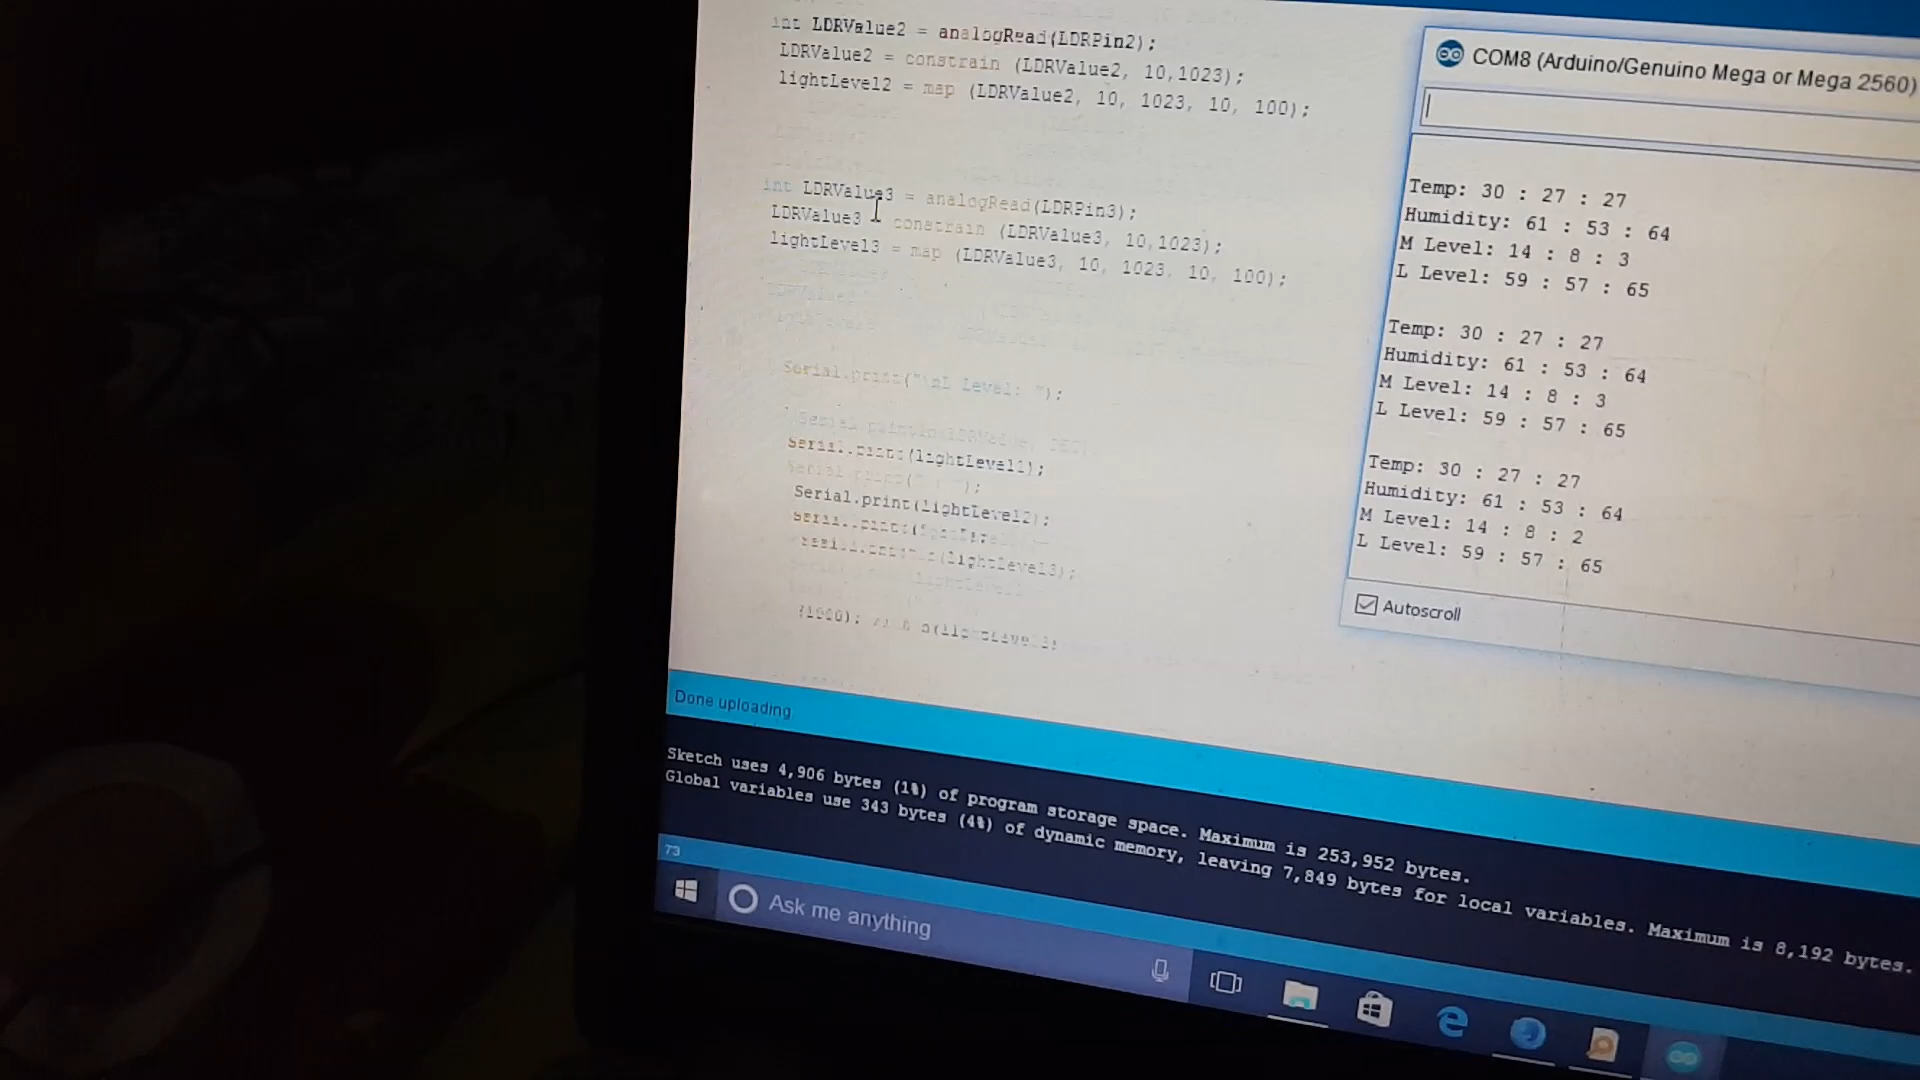 int LDRValue2 = analogRead(LDRPin2);
LDRValue2 = constrain (LDRValue2, 10,1023);
lightLevel2 = map (LDRValue2, 10, 1023, 10, 100);
int LDRValue3 = analogRead(LDRPin3);
LDRValue3 constrain (LDRValue3, 10,1023);
lightLevel3 = map (LDRValue3, 10, 1023, 10, 100);
Serial.print("\nL Level: ");
Serial.print(lightLevel1);
Serial.print(lightLevel2);
(lightLevel3);
Done uploading
Sketch uses 4,906 bytes (1%) of program storage space. Maximum is 253,952 bytes.
Global variables use 343 bytes (4%) of dynamic memory, leaving 7,849 bytes for local variables. Maximum is 8,192 bytes.
73
Ask me anything
COM8 (Arduino/Genuino Mega or Mega 2560)
Temp: 30 : 27 : 27
Humidity: 61 : 53 : 64
M Level: 14 : 8 : 3
L Level: 59 : 57 : 65
Temp: 30 : 27 : 27
Humidity: 61 : 53 : 64
M Level: 14 : 8 : 3
L Level: 59 : 57 : 65
Temp: 30 : 27 : 27
Humidity: 61 : 53 : 64
M Level: 14 : 8 : 2
L Level: 59 : 57 : 65
Autoscroll